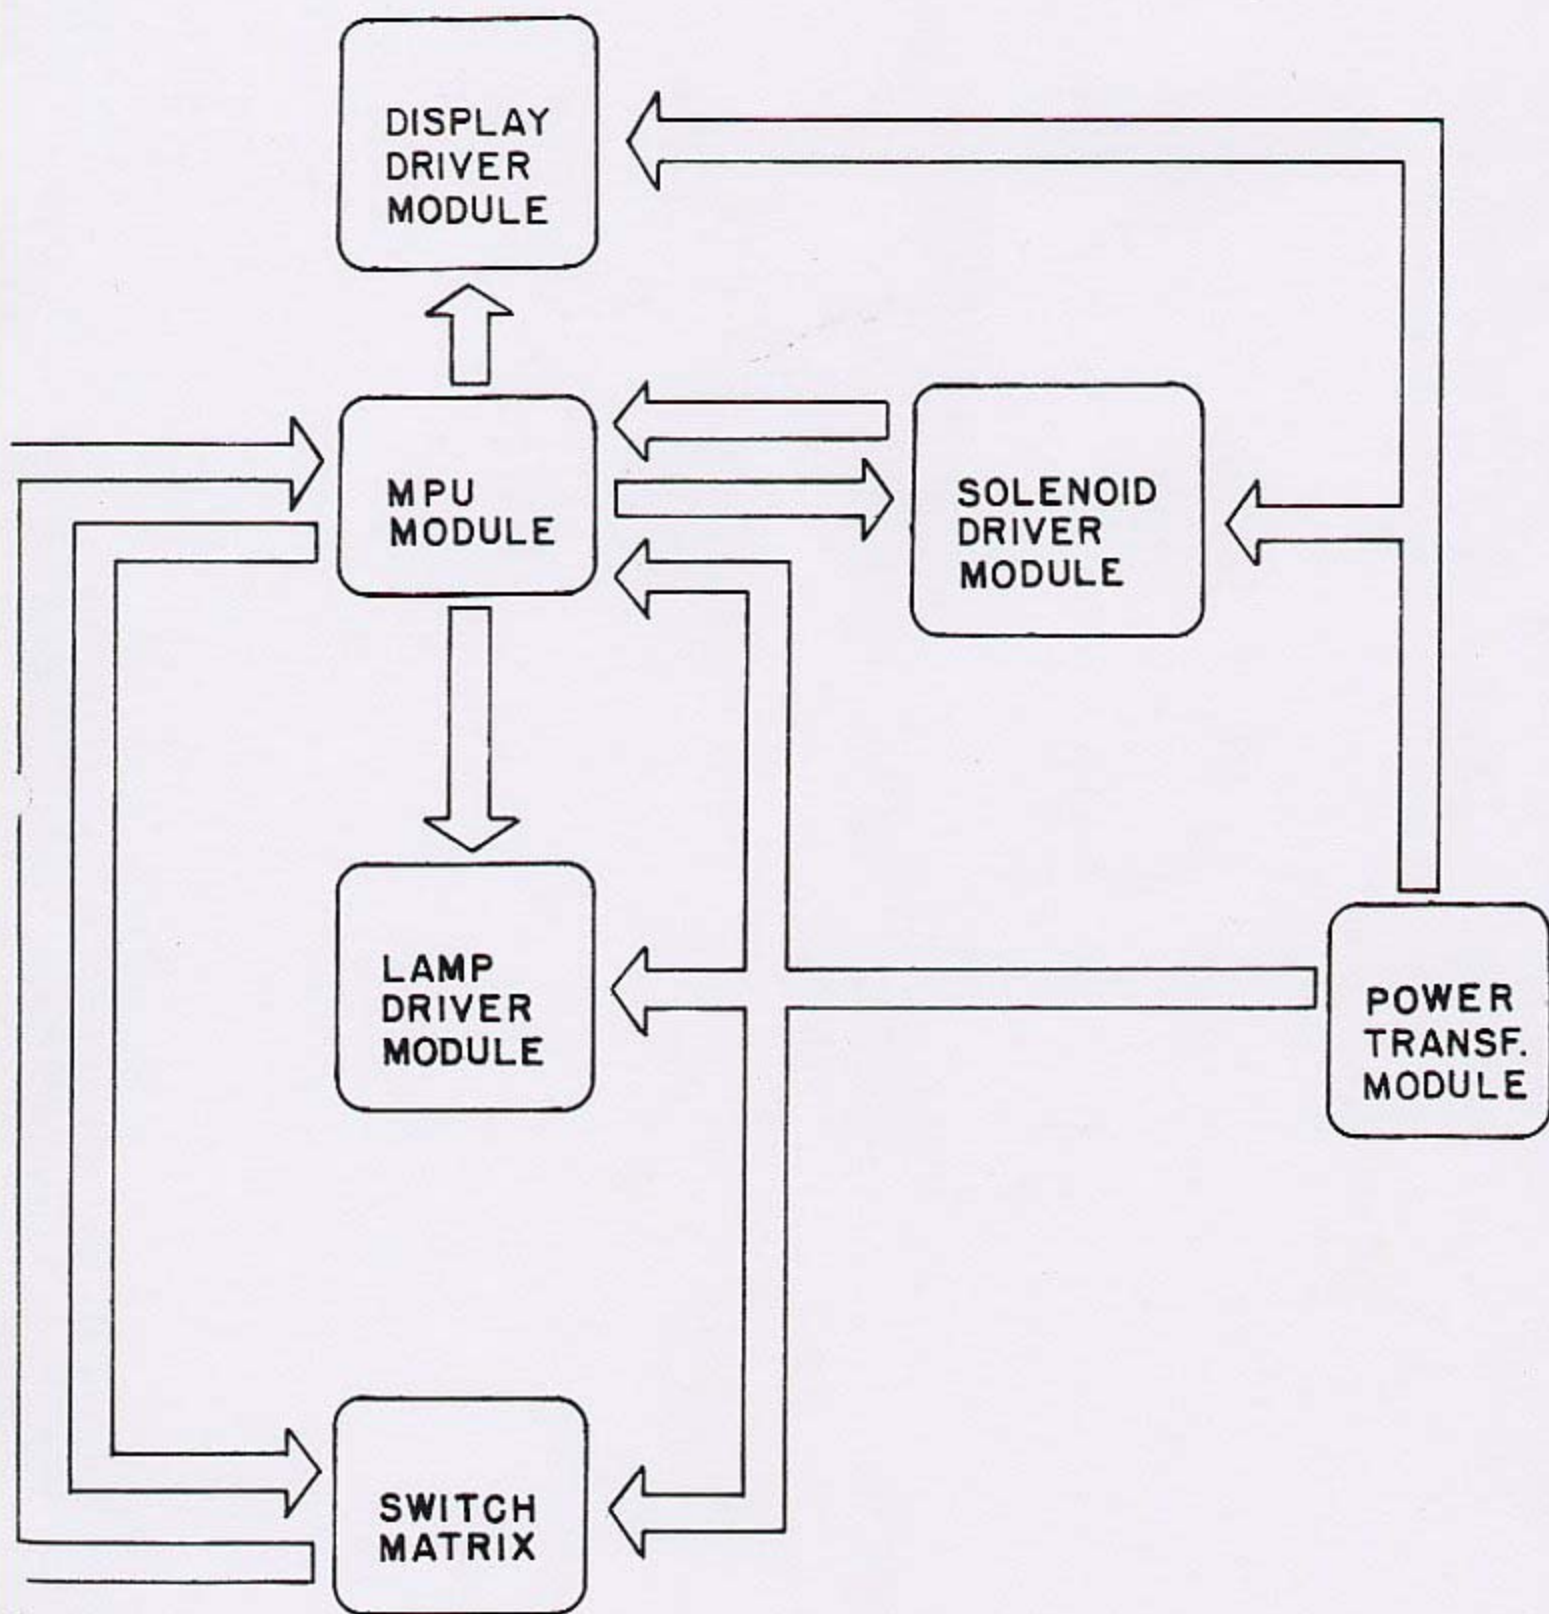 DISPLAY
DRIVER
MODULE
MPU
MODULE
SOLENOID
DRIVER
MODULE
LAMP
DRIVER
MODULE
POWER
TRANSF.
MODULE
SWITCH
MATRIX